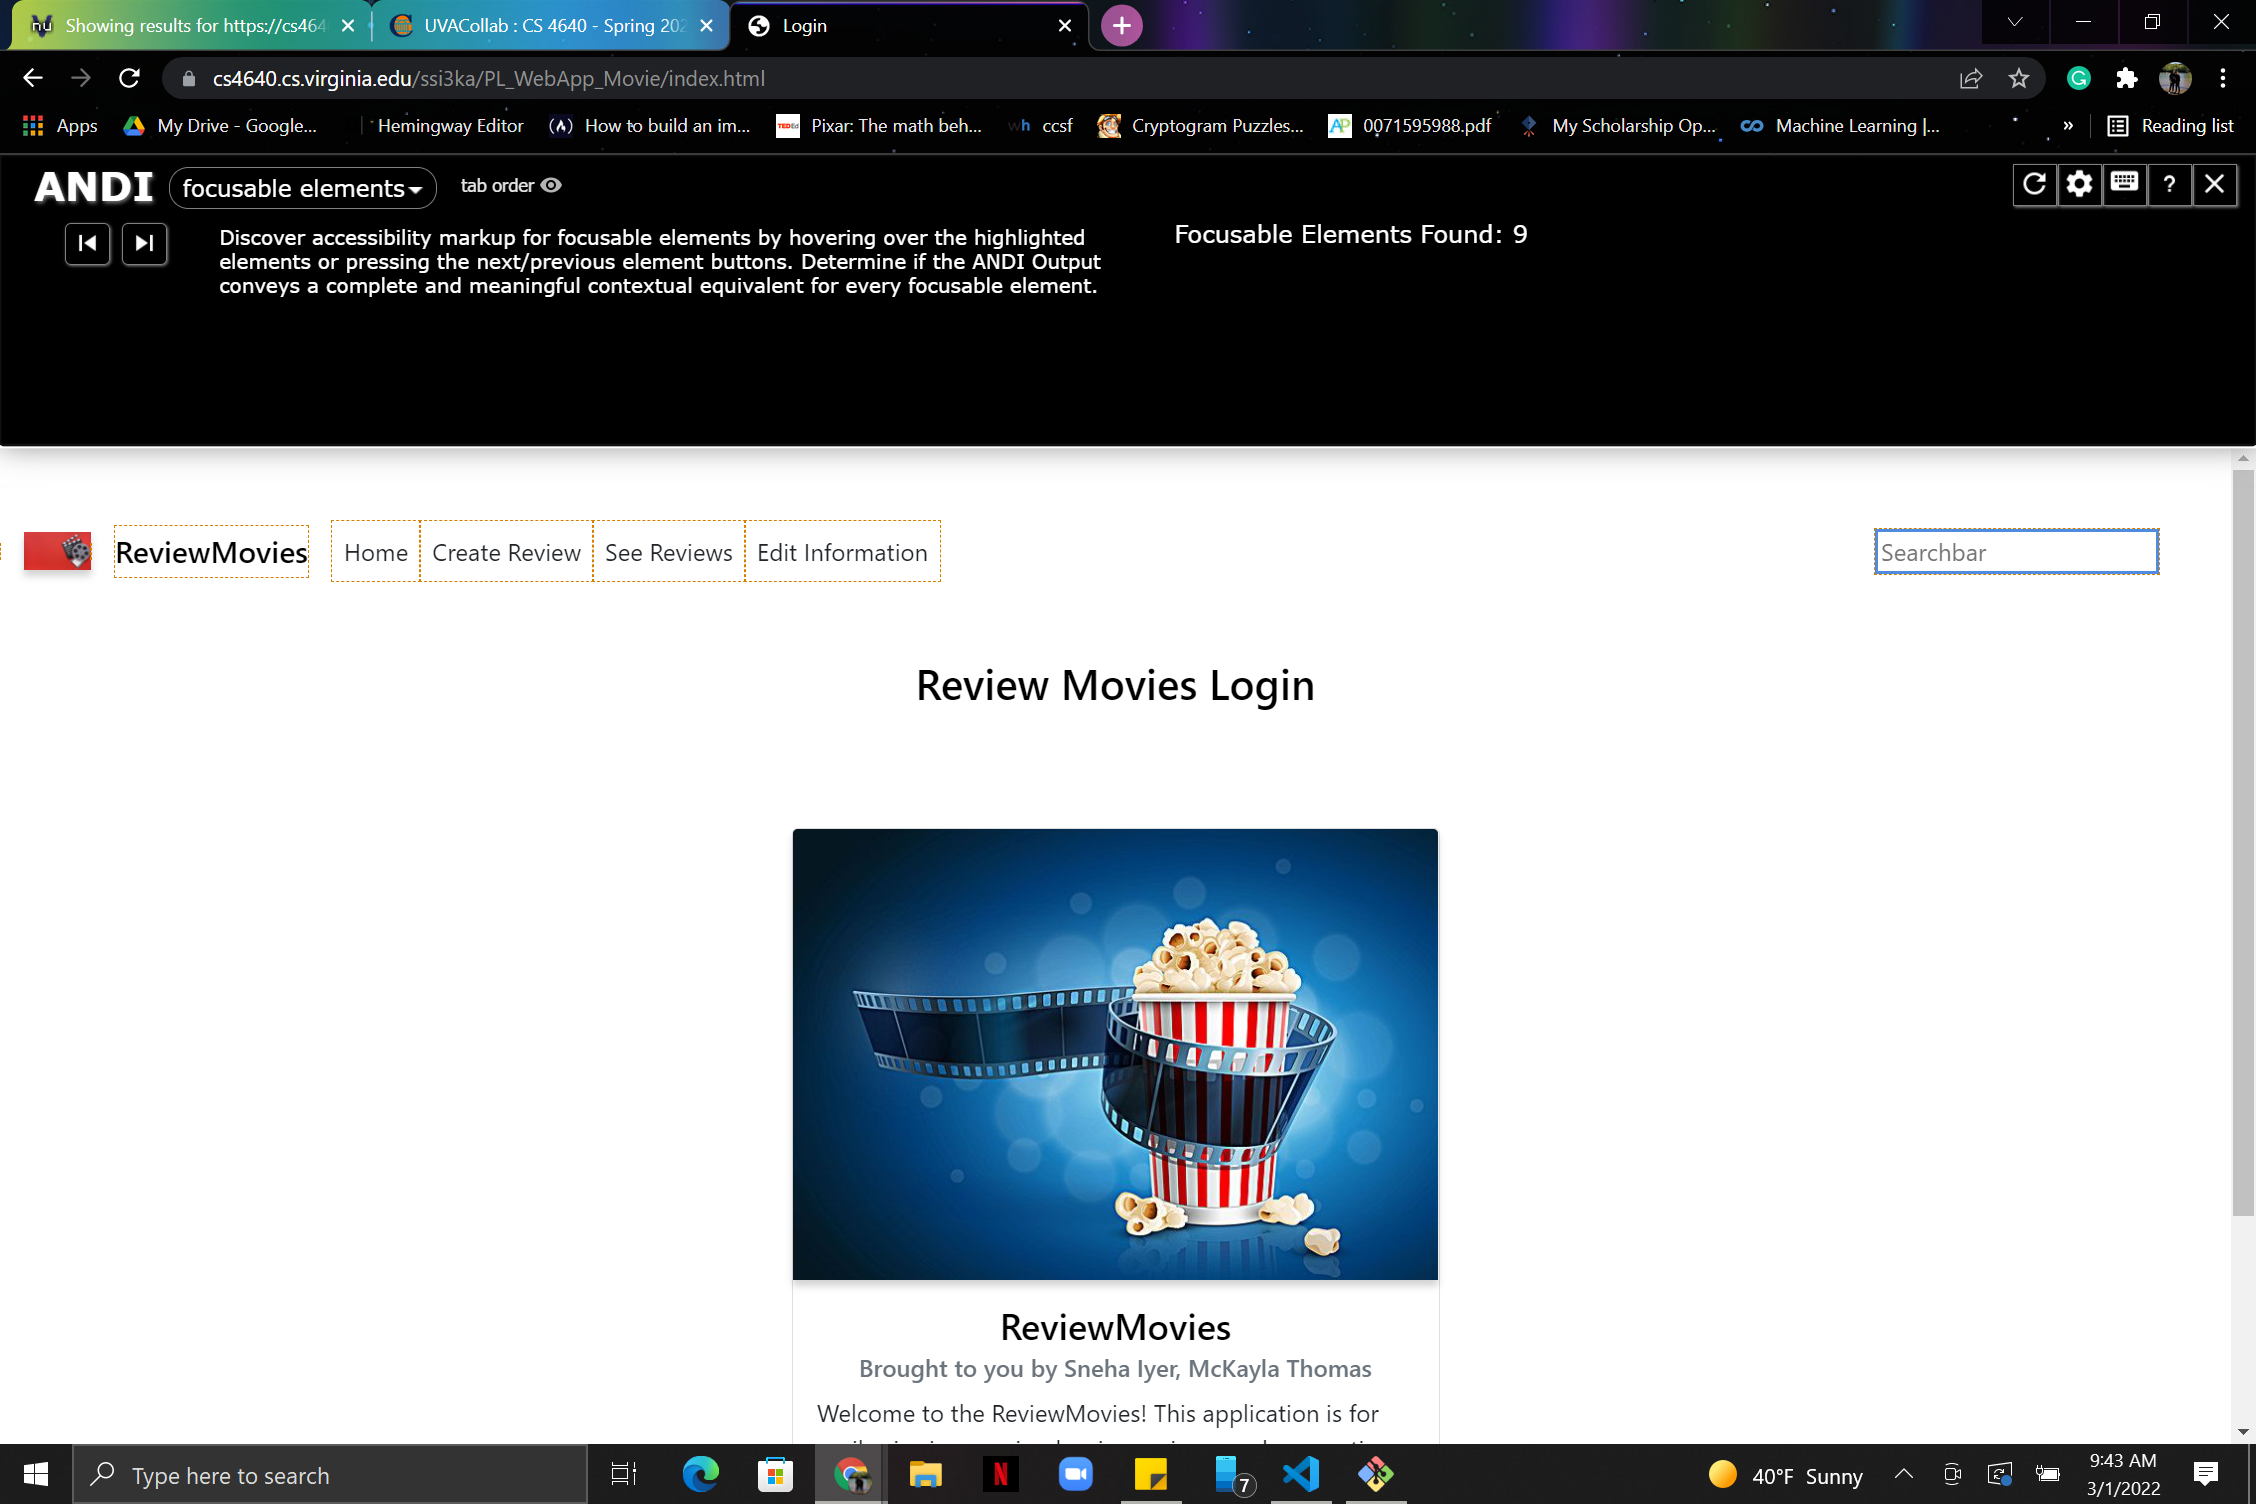 Showing results for https://cs464
UVACollab : CS 4640 - Spring 202
Login
cs4640.cs.virginia.edu/ssi3ka/PL_WebApp_Movie/index.html
Apps
My Drive - Google...
Hemingway Editor
How to build an im...
TED Ed
Pixar: The math beh...
wh
ccsf
Cryptogram Puzzles...
AP
0071595988.pdf
My Scholarship Op...
Machine Learning |...
»
Reading list
ANDI
focusable elements
tab order
?
Discover accessibility markup for focusable elements by hovering over the highlighted
elements or pressing the next/previous element buttons. Determine if the ANDI Output
conveys a complete and meaningful contextual equivalent for every focusable element.
Focusable Elements Found: 9
ReviewMovies
Home
Create Review
See Reviews
Edit Information
Searchbar
Review Movies Login
ReviewMovies
Brought to you by Sneha Iyer, McKayla Thomas
Welcome to the ReviewMovies! This application is for
Type here to search
N
7
40°F Sunny
9:43 AM
3/1/2022